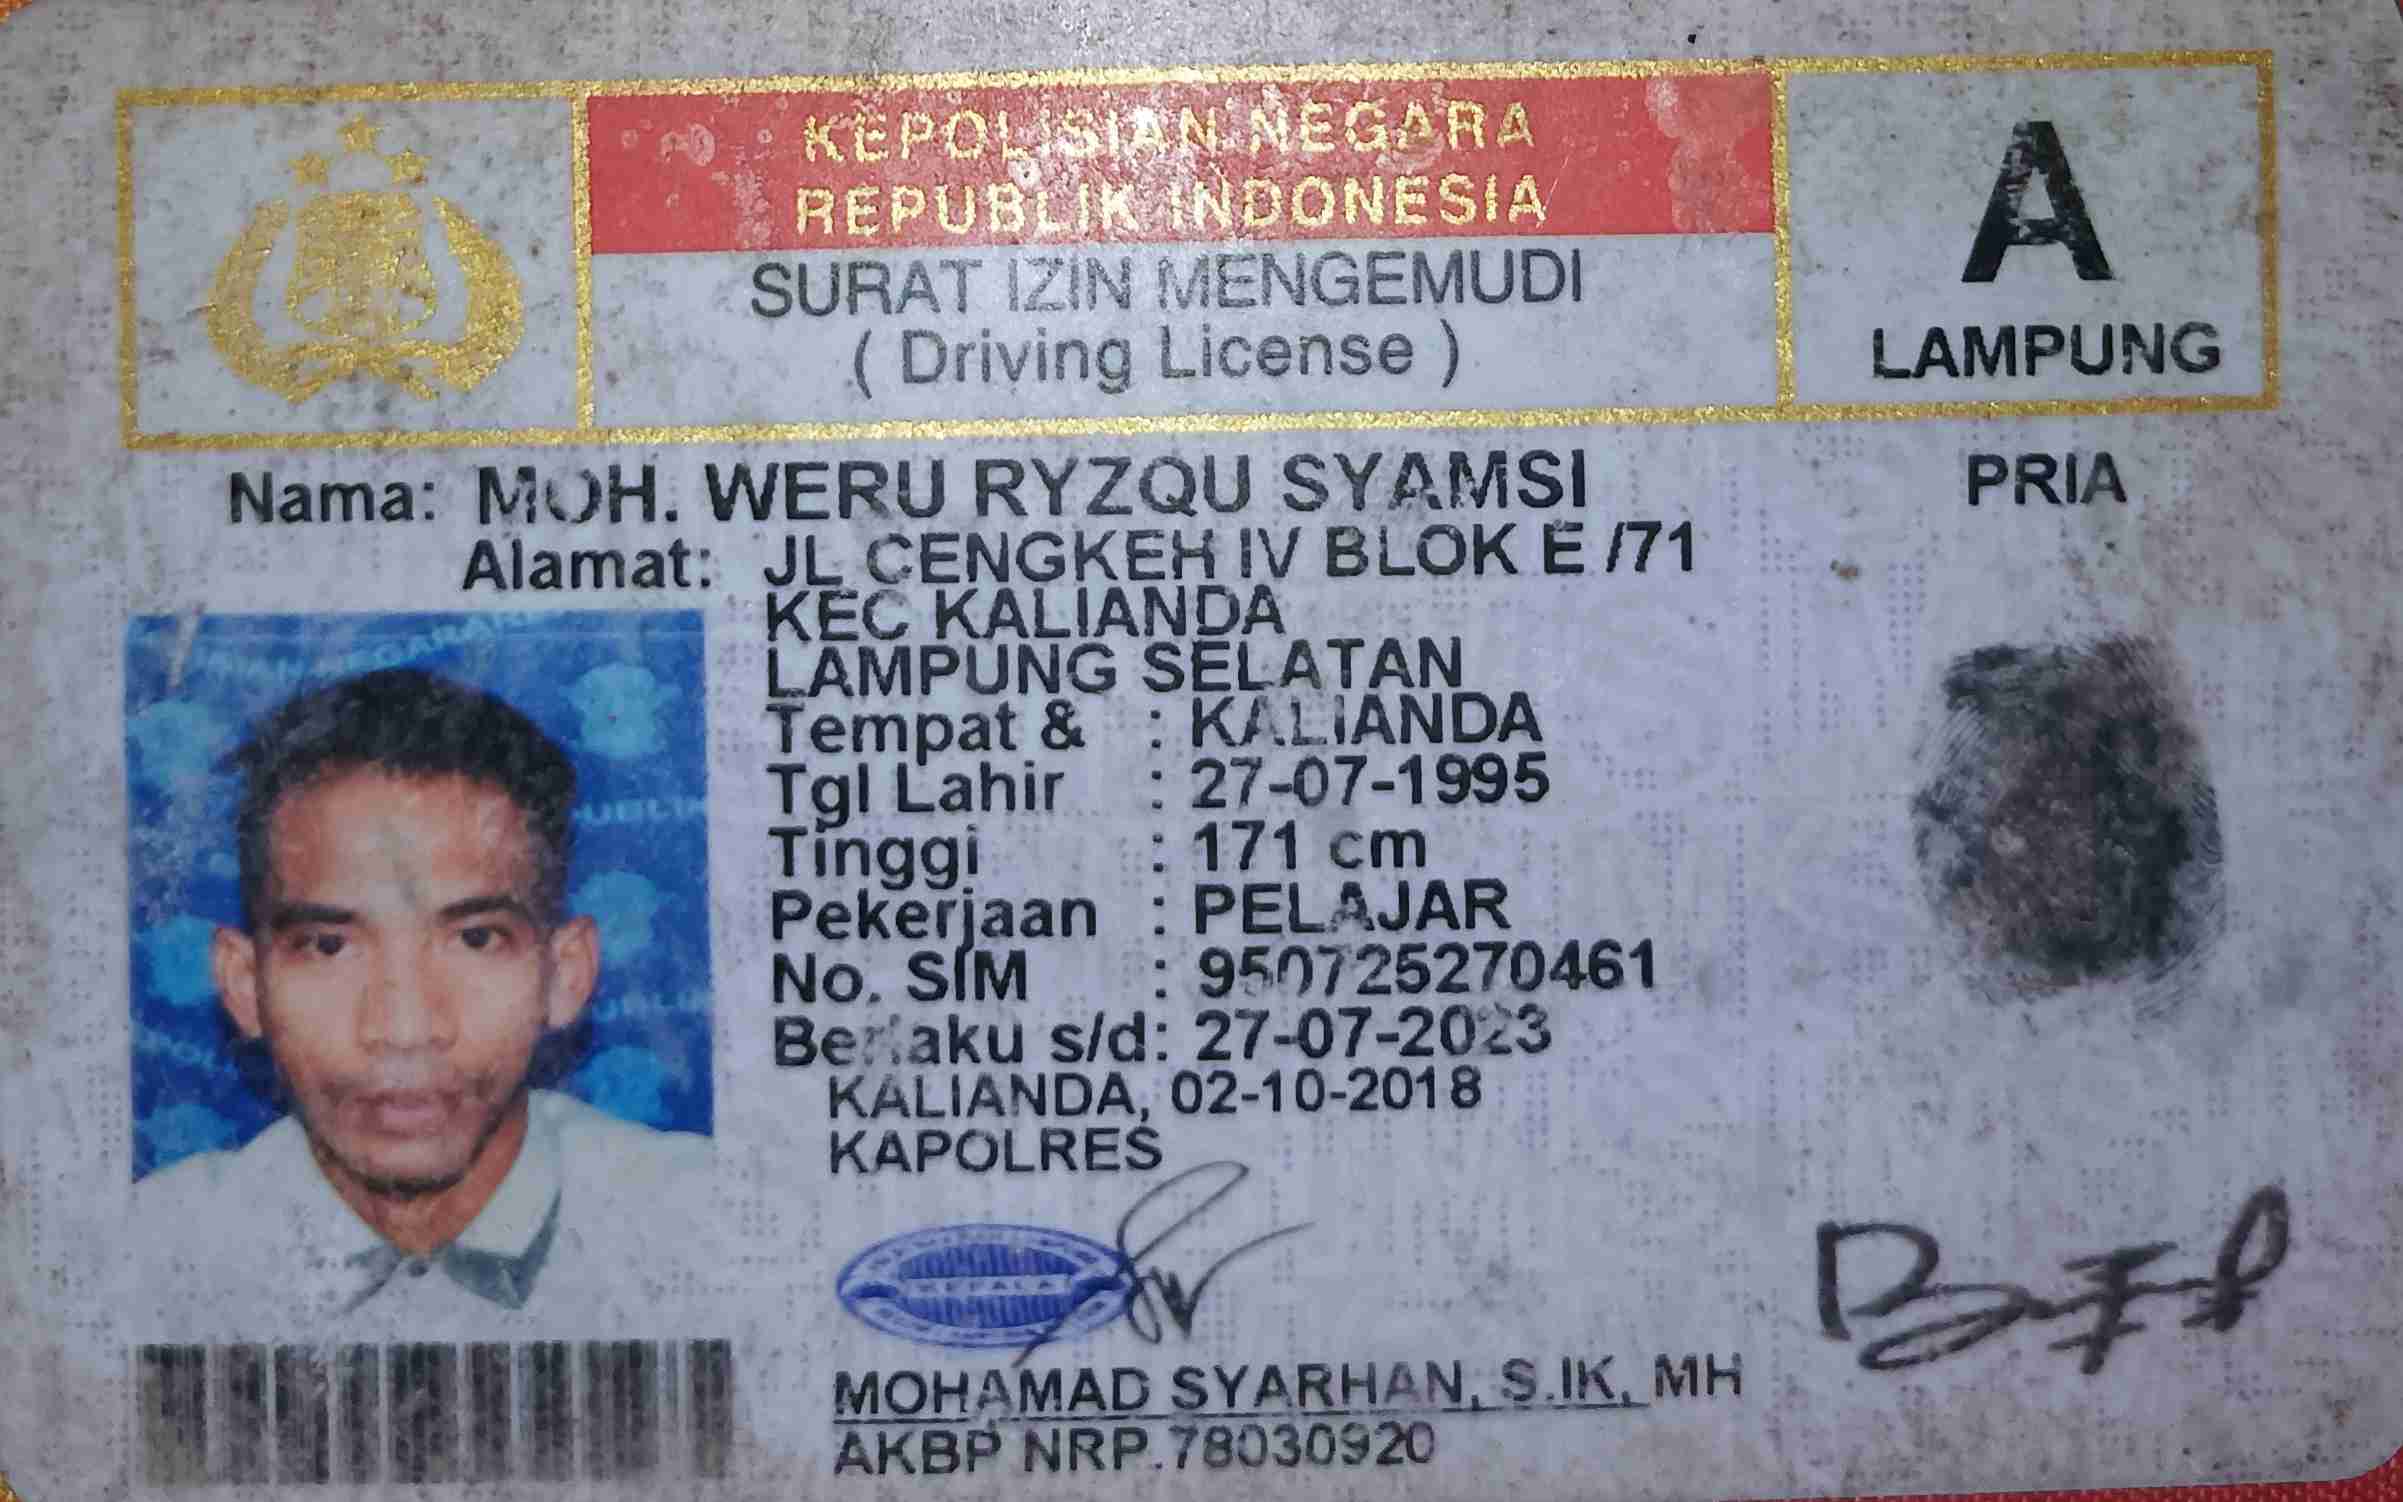 KEPOLISIAN NEGARA
REPUBLIK INDONESIA
SURAT IZIN MENGEMUDI
( Driving License )
A
LAMPUNG
Nama: MOH. WERU RYZQU SYAMSI
PRIA
Alamat: JL CENGKEH IV BLOK E /71
KEC KALIANDA
LAMPUNG SELATAN
Tempat & : KALIANDA
Tgl Lahir : 27-07-1995
Tinggi : 171 cm
Pekerjaan : PELAJAR
No. SIM : 950725270461
Berlaku s/d: 27-07-2023
KALIANDA, 02-10-2018
KAPOLRES
KEPALA
MOHAMAD SYARHAN, S.IK, MH
AKBP NRP.78030920